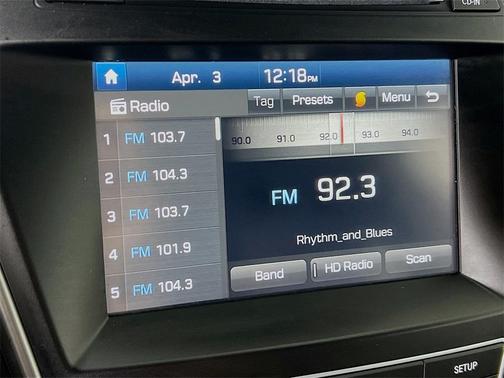 CD-IN
Apr. 3 12:18PM
Radio Tag Presets Menu
1 FM 103.7
2 FM 104.3
3 FM 103.7
4 FM 101.9
5 FM 104.3
90.0 91.0 92.0 93.0 94.0
FM 92.3
Rhythm_and_Blues
Band HD Radio Scan
SETUP